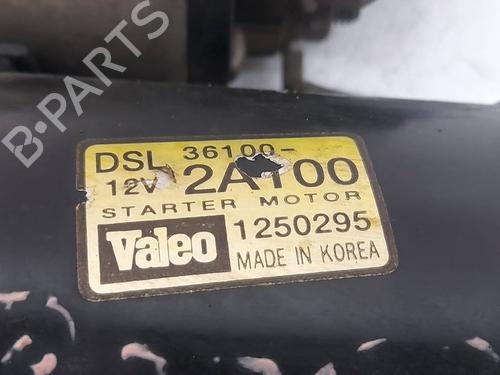 B-PARTS
DSL 36100-
12V 2A100
STARTER MOTOR
Valeo 1250295
MADE IN KOREA